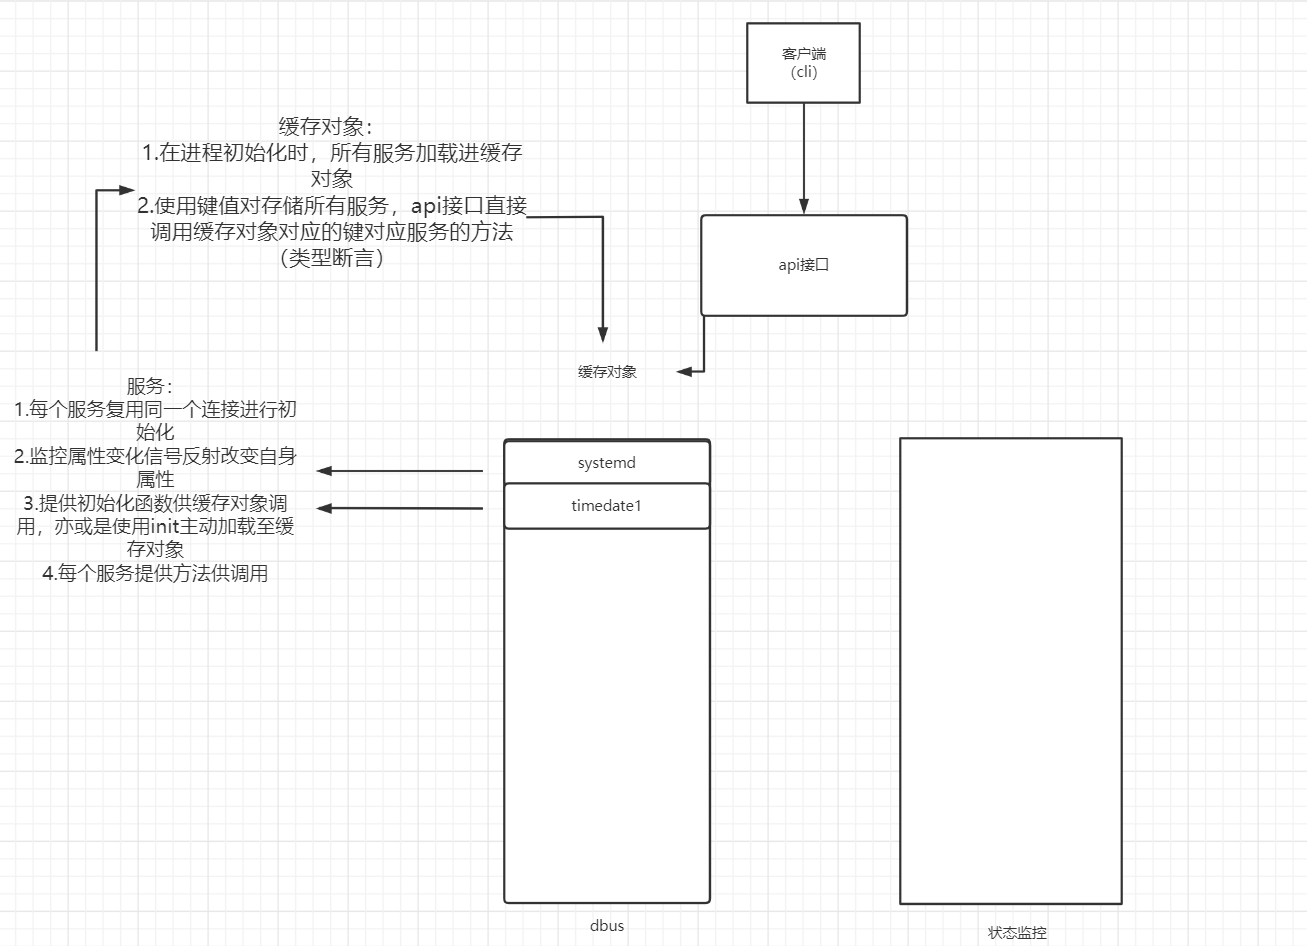 客户端
（cli）
缓存对象：
1.在进程初始化时，所有服务加载进缓存
对象
2.使用键值对存储所有服务，api接口直接
调用缓存对象对应的键对应服务的方法
（类型断言）
api接口
缓存对象
服务：
1.每个服务复用同一个连接进行初
始化
2.监控属性变化信号反射改变自身
属性
3.提供初始化函数供缓存对象调
用，亦或是使用init主动加载至缓
存对象
4.每个服务提供方法供调用
systemd
timedate1
dbus
状态监控